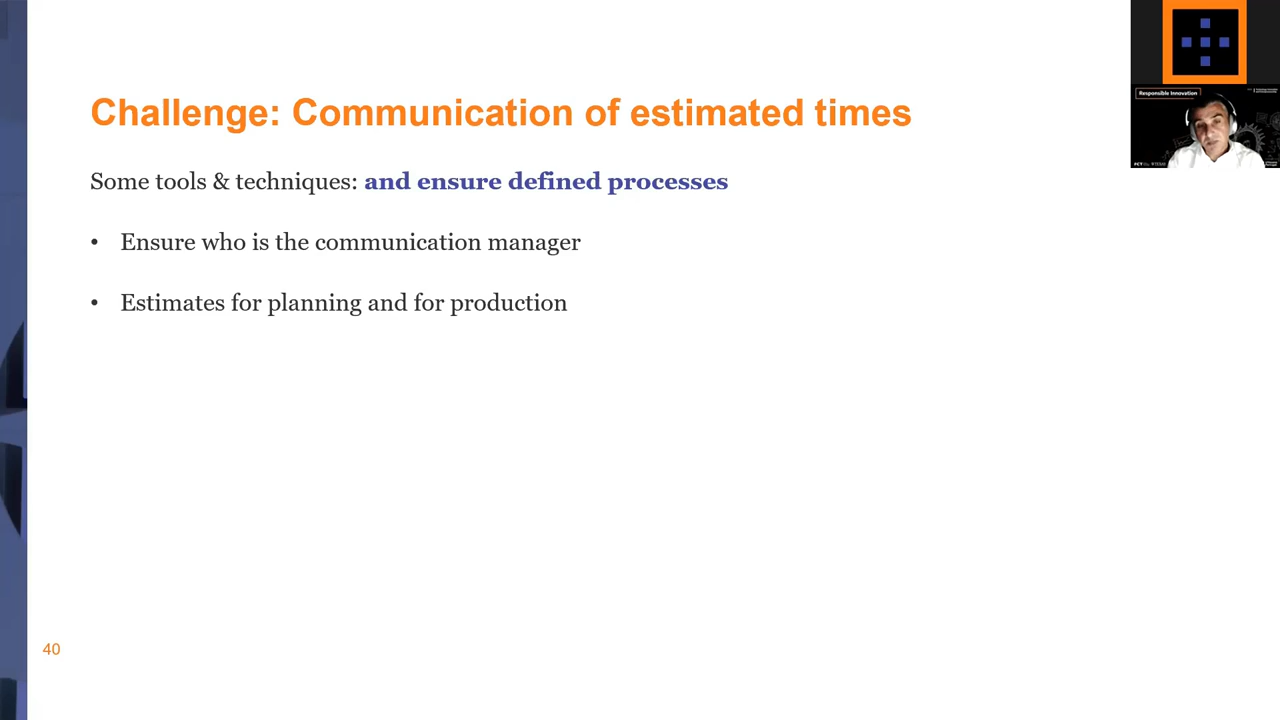 Challenge: Communication of estimated times
Some tools & techniques: and ensure defined processes
• Ensure who is the communication manager
• Estimates for planning and for production
40
Responsible Innovation